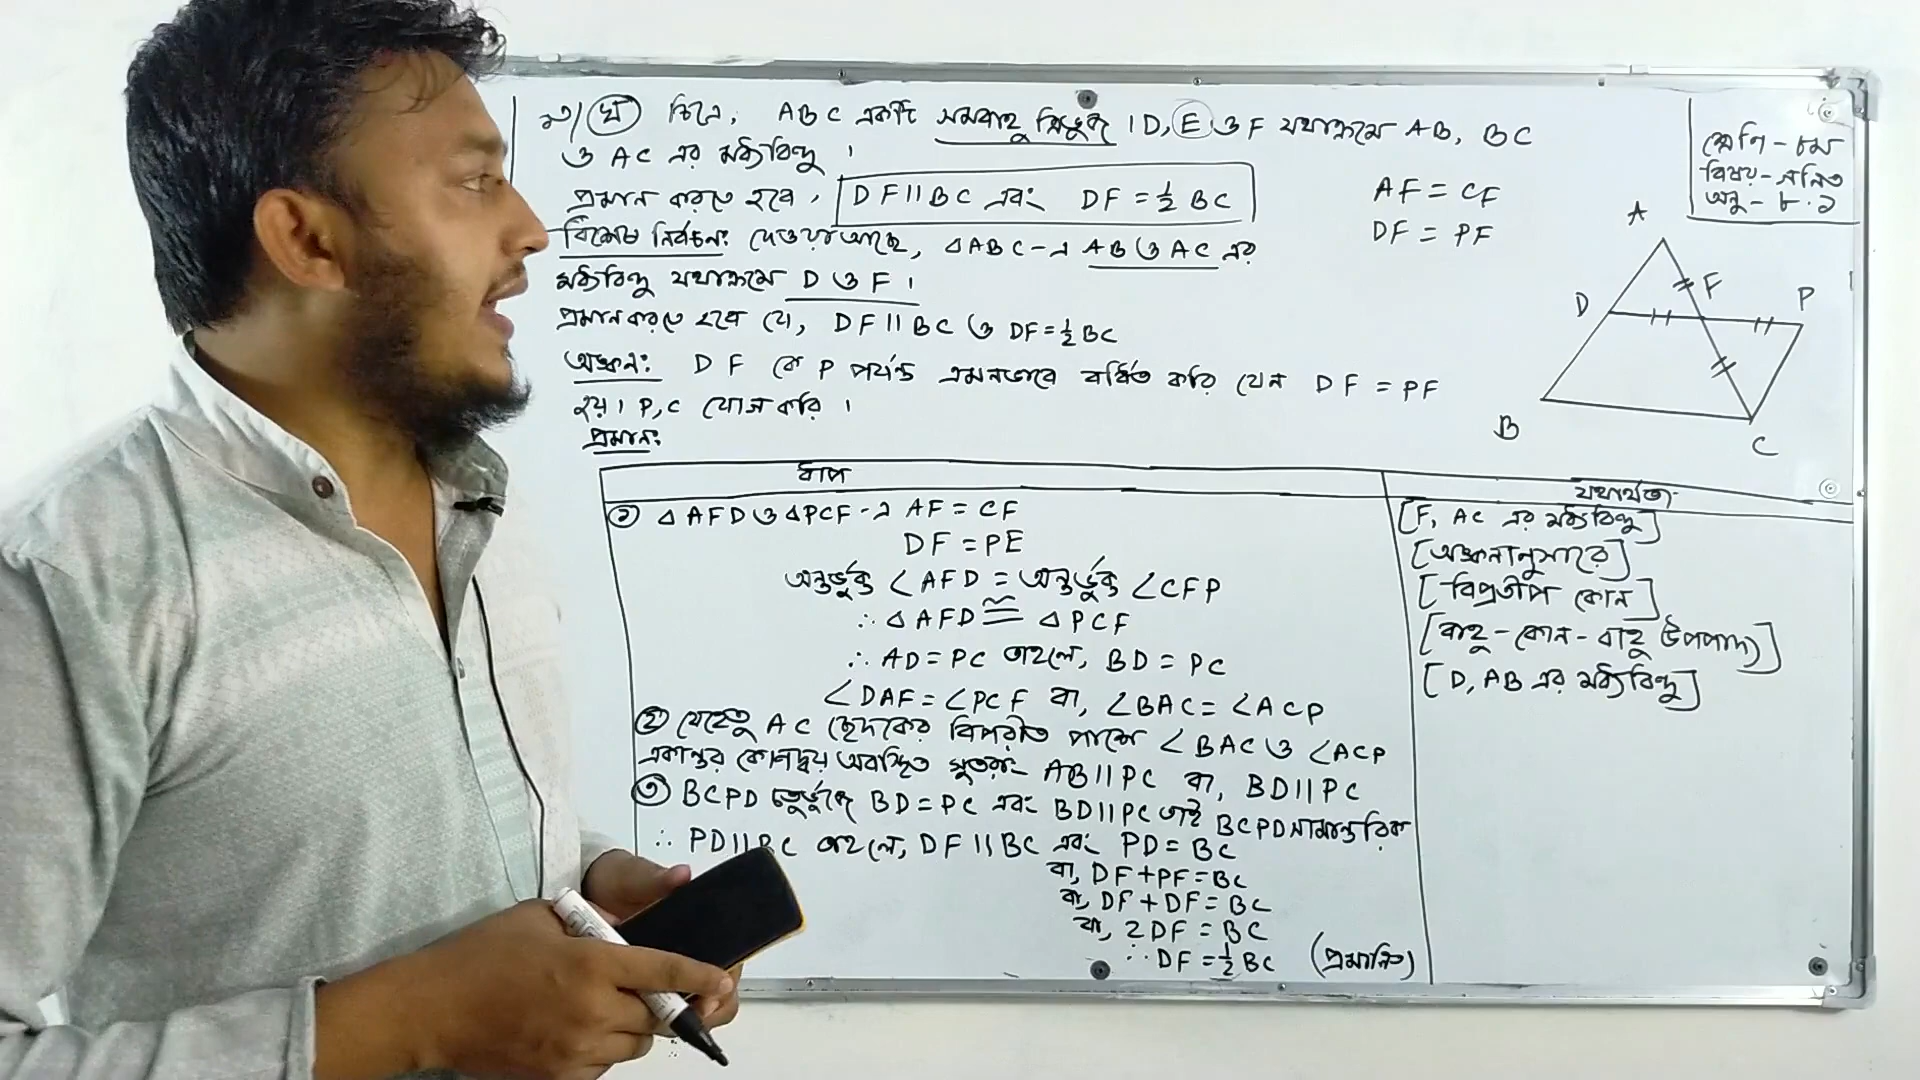 ৯/ (ঘ) চিত্রে, ABC একটি সমবাহু ত্রিভুজ । D, E ও F যথাক্রমে AB, BC
ও AC এর মধ্যবিন্দু ।
প্রমান করতে হবে, DF||BC এবং DF = 1/2 BC
বিশেষ নির্বচন: দেওয়া আছে, △ABC-এ AB ও AC এর
মধ্যবিন্দু যথাক্রমে D ও F ।
প্রমান করতে হবে যে, DF || BC ও DF = 1/2 BC
অঙ্কন: DF কে P পর্যন্ত এমনভাবে বর্ধিত করি যেন DF = PF
হয়। P, C যোগ করি ।
প্রমান:
AF = CF
DF = PF
শ্রেণি - ৮ম
বিষয় - গনিত
অনু - ৮.১
A
F
P
D
B
C
ধাপ
যথার্থতা
① △AFD ও △PCF-এ AF = CF
[F, AC এর মধ্যবিন্দু]
DF = PE
[অঙ্কনানুসারে]
অন্তর্ভুক্ত ∠AFD = অন্তর্ভুক্ত ∠CFP
[বিপ্রতীপ কোন]
∴ △AFD ≅ △PCF
[বাহু-কোন-বাহু উপপাদ্য]
∴ AD = PC তাহলে, BD = PC
[D, AB এর মধ্যবিন্দু]
∠DAF = ∠PCF বা, ∠BAC = ∠ACP
② যেহেতু AC ছেদকের বিপরীত পাশে ∠BAC ও ∠ACP
একান্তর কোণদ্বয় অবস্থিত সুতরাং AB||PC বা, BD||PC
③ BCPD চতুর্ভুজে BD = PC এবং BD||PC তাই BCPD সামান্তরিক
∴ PD||BC তাহলে, DF||BC এবং PD = BC
বা, DF+PF = BC
বা, DF + DF = BC
বা, 2DF = BC
∴ DF = 1/2 BC (প্রমানিত)